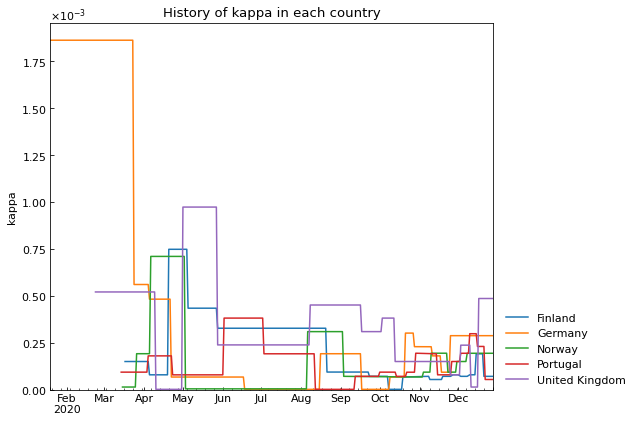 History of kappa in each country
×10⁻³
1.75
1.50
1.25
1.00
0.75
0.50
0.25
0.00
kappa
Feb Mar Apr May Jun Jul Aug Sep Oct Nov Dec
2020
Finland
Germany
Norway
Portugal
United Kingdom